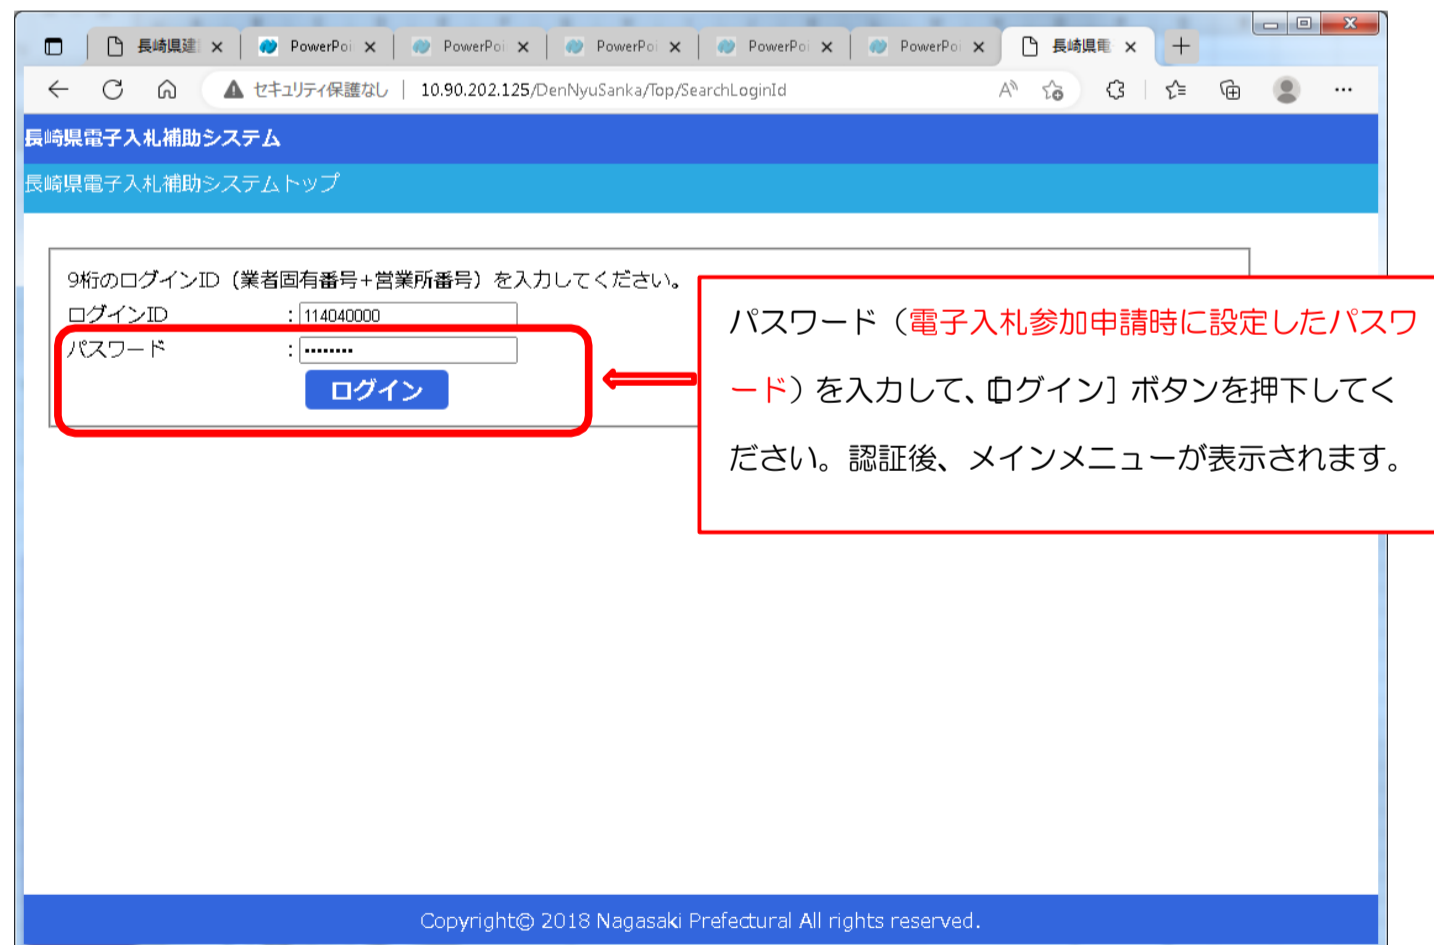 長崎県建
PowerPoi
PowerPoi
PowerPoi
PowerPoi
PowerPoi
長崎県電
セキュリティ保護なし | 10.90.202.125/DenNyuSanka/Top/SearchLoginId
長崎県電子入札補助システム
長崎県電子入札補助システムトップ
9桁のログインID（業者固有番号+営業所番号）を入力してください。
ログインID : 114040000
パスワード : ••••••••
ログイン
パスワード（電子入札参加申請時に設定したパスワ
ード）を入力して、[ログイン］ボタンを押下してく
ださい。認証後、メインメニューが表示されます。
Copyright© 2018 Nagasaki Prefectural All rights reserved.